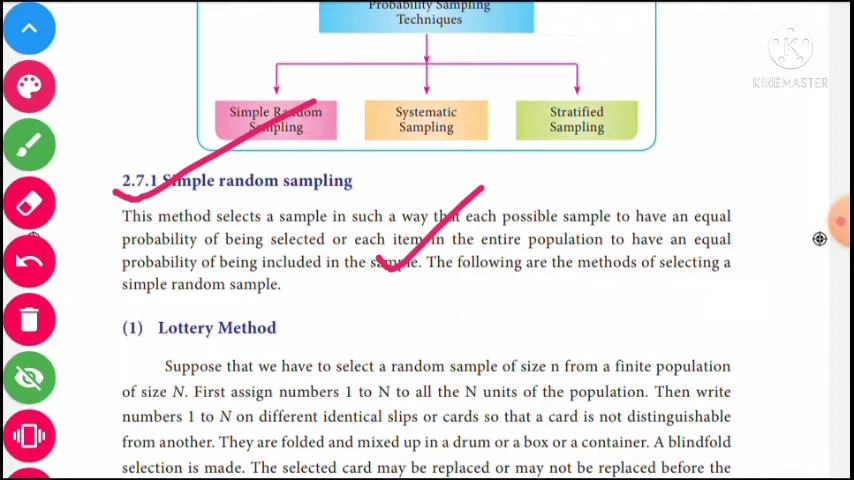 Probability Sampling
Techniques
KINEMASTER
Simple Random
Sampling
Systematic
Sampling
Stratified
Sampling
2.7.1 Simple random sampling
This method selects a sample in such a way that each possible sample to have an equal
probability of being selected or each item in the entire population to have an equal
probability of being included in the sample. The following are the methods of selecting a
simple random sample.
(1) Lottery Method
Suppose that we have to select a random sample of size n from a finite population
of size N. First assign numbers 1 to N to all the N units of the population. Then write
numbers 1 to N on different identical slips or cards so that a card is not distinguishable
from another. They are folded and mixed up in a drum or a box or a container. A blindfold
selection is made. The selected card may be replaced or may not be replaced before the